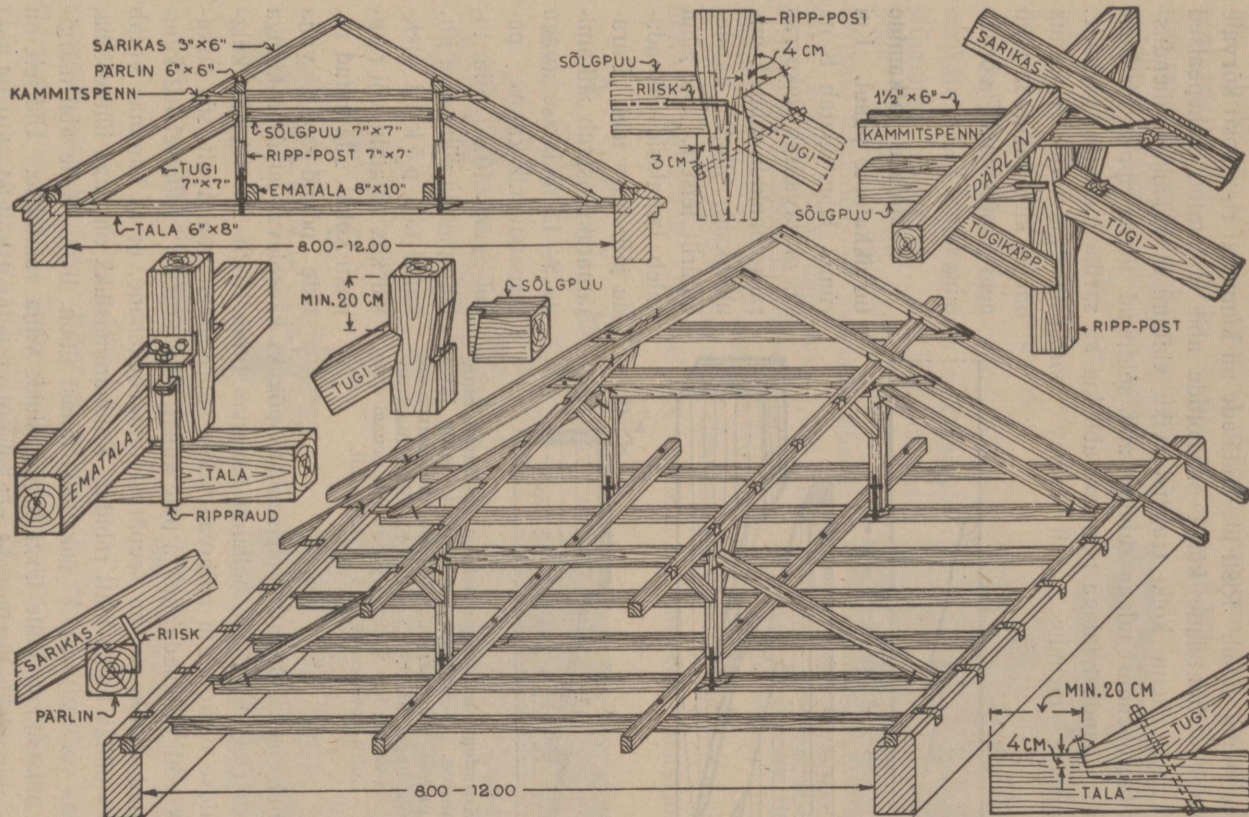 SARIKAS 3"×6"
PÄRLIN 6"×6"
KAMMITSPENN
SÕLGPUU 7"×7"
RIPP-POST 7"×7"
TUGI
7"×7"
EMATALA 8"×10"
TALA 6"×8"
8.00-12.00
RIPP-POST
SÕLGPUU
4 CM
RIISK
TUGI
3 CM
SARIKAS
1½"×6"
KAMMITSPENN
PÄRLIN
SÕLGPUU
TUGI
TUGIKÄPP
RIPP-POST
EMATALA
TALA
RIPPRAUD
MIN. 20 CM
TUGI
SÕLGPUU
SARIKAS
RIISK
PÄRLIN
8.00 - 12.00
MIN. 20 CM
TUGI
4 CM
TALA